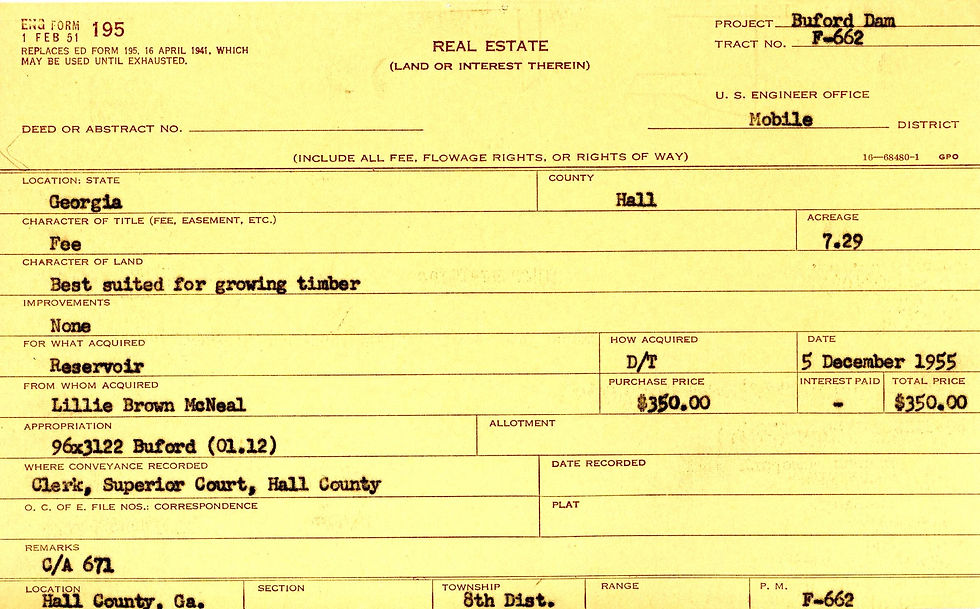 ENG FORM 195
1 FEB 51
REPLACES ED FORM 195, 16 APRIL 1941, WHICH
MAY BE USED UNTIL EXHAUSTED.
REAL ESTATE
(LAND OR INTEREST THEREIN)
PROJECT Buford Dam
TRACT NO. F-662
U. S. ENGINEER OFFICE
DEED OR ABSTRACT NO.
Mobile DISTRICT
(INCLUDE ALL FEE, FLOWAGE RIGHTS, OR RIGHTS OF WAY)
16—68480-1 GPO
LOCATION: STATE
Georgia
COUNTY
Hall
CHARACTER OF TITLE (FEE, EASEMENT, ETC.)
Fee
ACREAGE
7.29
CHARACTER OF LAND
Best suited for growing timber
IMPROVEMENTS
None
FOR WHAT ACQUIRED
Reservoir
HOW ACQUIRED
D/T
DATE
5 December 1955
FROM WHOM ACQUIRED
Lillie Brown McNeal
PURCHASE PRICE
$350.00
INTEREST PAID
-
TOTAL PRICE
$350.00
APPROPRIATION
96x3122 Buford (01.12)
ALLOTMENT
WHERE CONVEYANCE RECORDED
Clerk, Superior Court, Hall County
DATE RECORDED
O. C. OF E. FILE NOS.: CORRESPONDENCE
PLAT
REMARKS
C/A 671
LOCATION
Hall County, Ga.
SECTION
TOWNSHIP
8th Dist.
RANGE
P. M.
F-662